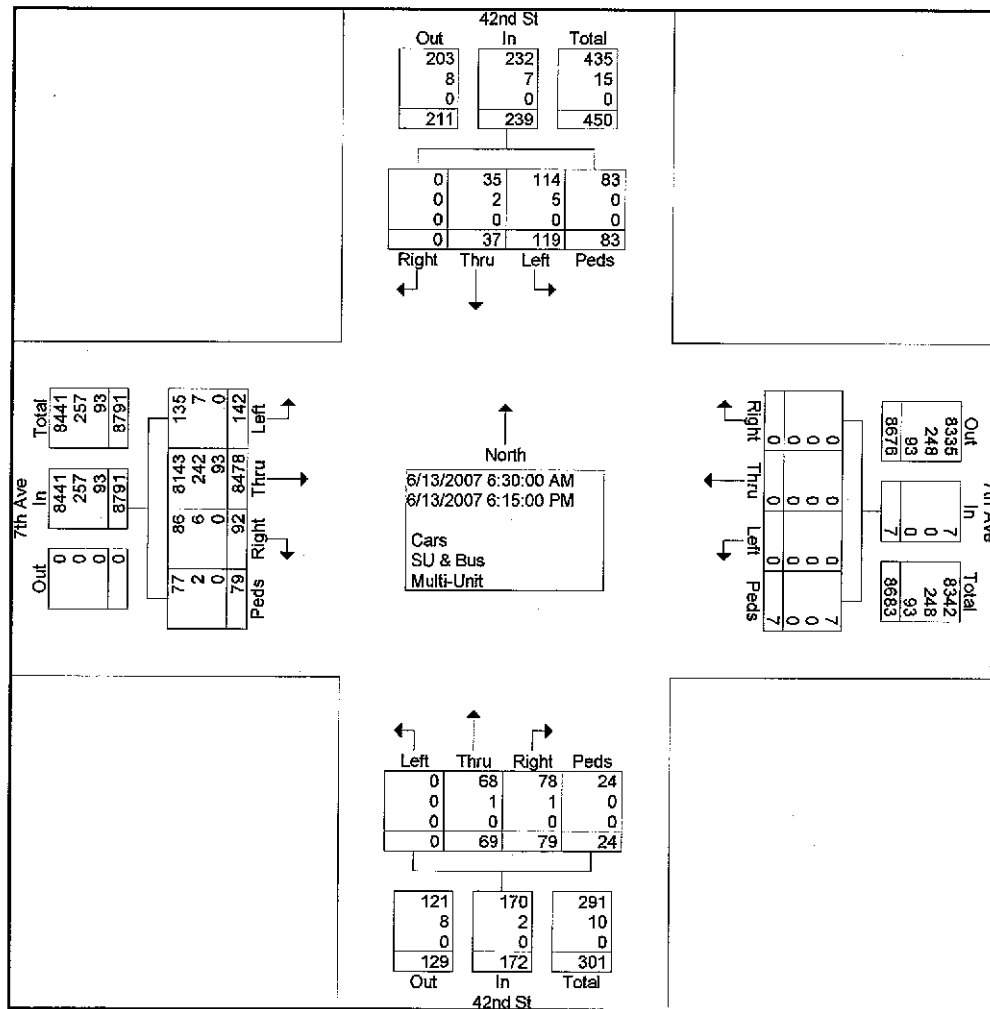 42nd St
Out In Total
203 232 435
8 7 15
0 0 0
211 239 450
0 35 114 83
0 2 5 0
0 0 0 0
0 37 119 83
Right Thru Left Peds
7th Ave
Total
8441
257
93
8791
In
8441
257
93
8791
Out
0
0
0
0
135 7 0 142 Left
8143 242 93 8478 Thru
86 6 0 92 Right
77 2 0 79 Peds
North
6/13/2007 6:30:00 AM
6/13/2007 6:15:00 PM
Cars
SU & Bus
Multi-Unit
Right 0 0 0 0
Thru 0 0 0 0
Left 0 0 0 0
Peds 7 0 0 7
Out
8335
248
93
8676
In
7
0
0
7
Total
8342
248
93
8683
Ave
Left Thru Right Peds
0 68 78 24
0 1 1 0
0 0 0 0
0 69 79 24
121 170 291
8 2 10
0 0 0
129 172 301
Out In Total
42nd St